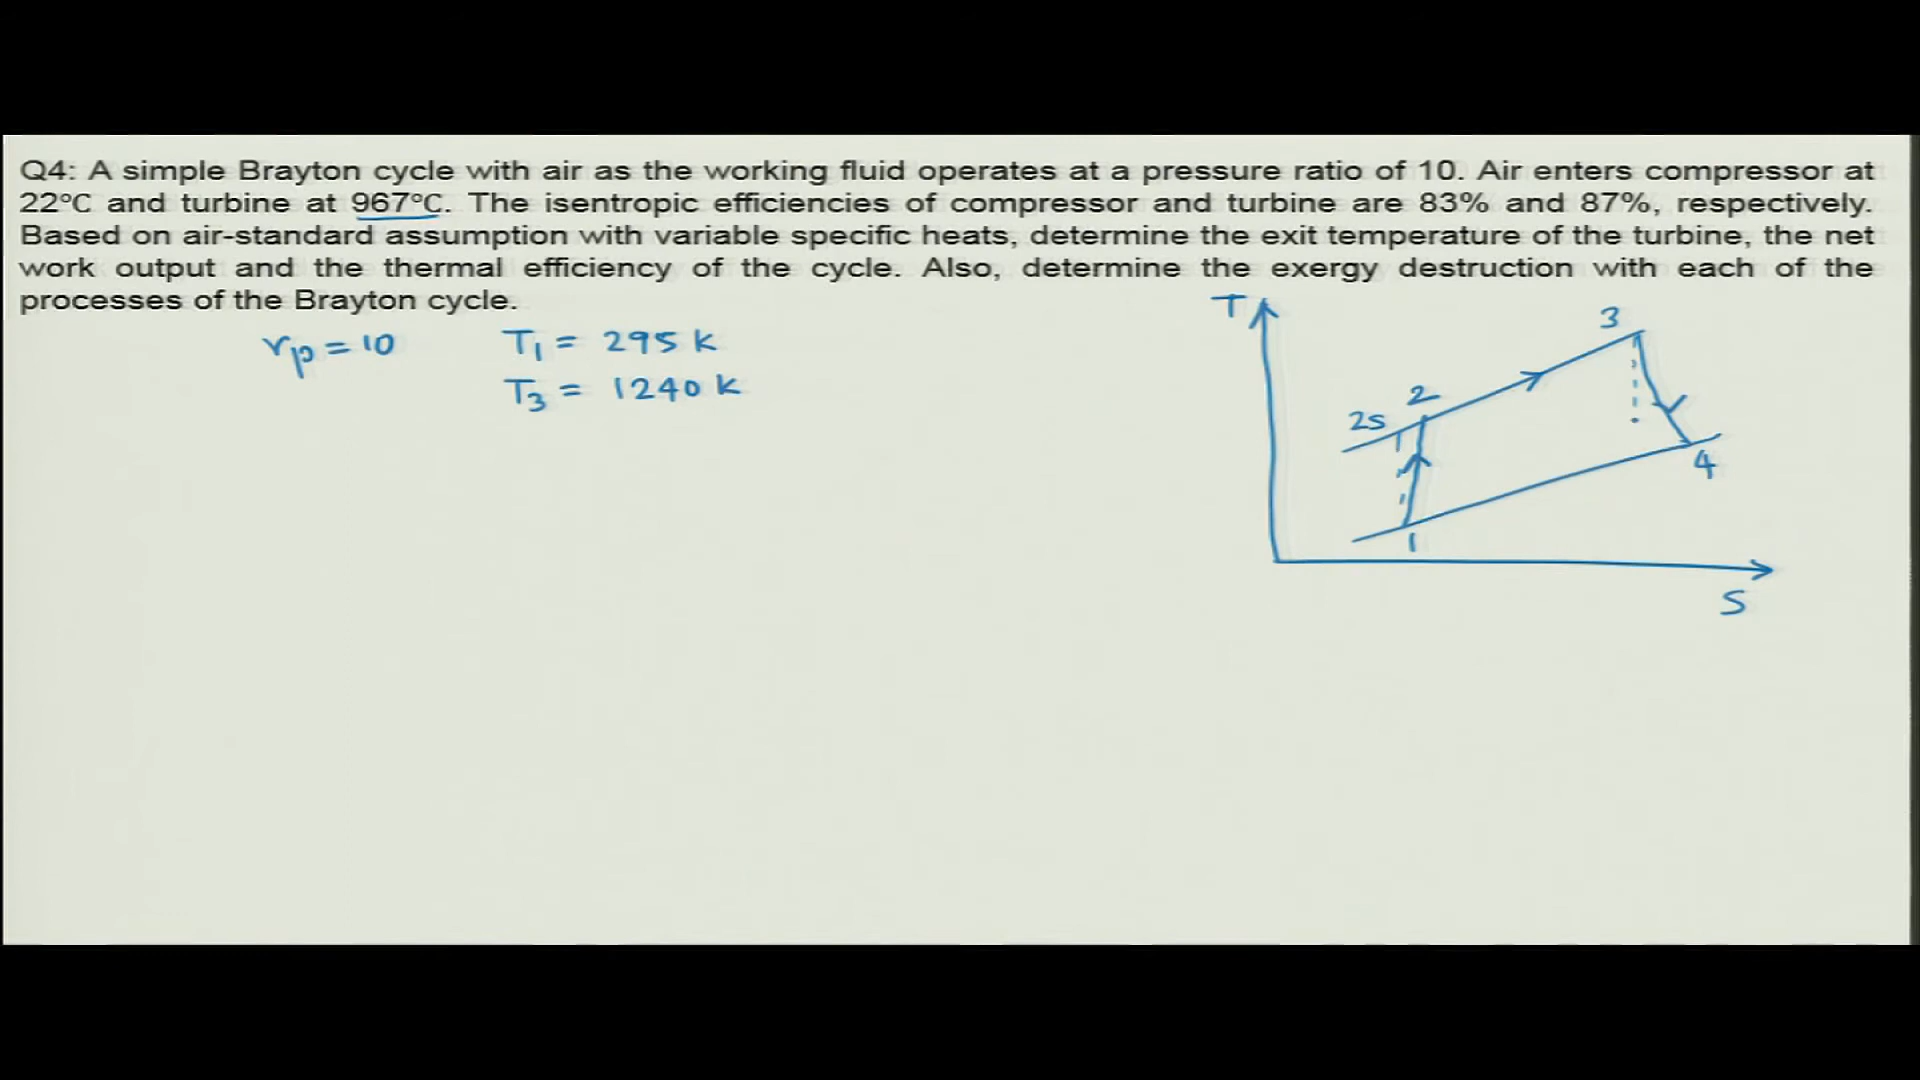 Q4: A simple Brayton cycle with air as the working fluid operates at a pressure ratio of 10. Air enters compressor at
22°C and turbine at 967°C. The isentropic efficiencies of compressor and turbine are 83% and 87%, respectively.
Based on air-standard assumption with variable specific heats, determine the exit temperature of the turbine, the net
work output and the thermal efficiency of the cycle. Also, determine the exergy destruction with each of the
processes of the Brayton cycle.
rp = 10
T1 = 295 K
T3 = 1240 K
T
3
2
2s
4
1
S